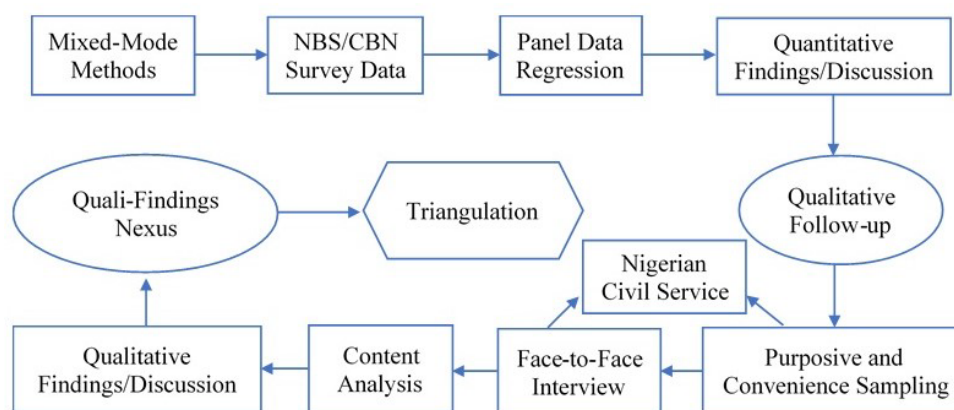 Mixed-Mode
Methods
NBS/CBN
Survey Data
Panel Data
Regression
Quantitative
Findings/Discussion
Quali-Findings
Nexus
Triangulation
Qualitative
Follow-up
Nigerian
Civil Service
Qualitative
Findings/Discussion
Content
Analysis
Face-to-Face
Interview
Purposive and
Convenience Sampling